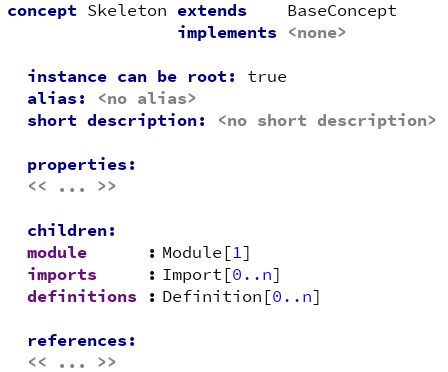 concept Skeleton extends    BaseConcept
                 implements <none>

  instance can be root: true
  alias: <no alias>
  short description: <no short description>

  properties:
  << ... >>

  children:
  module      : Module[1]
  imports     : Import[0..n]
  definitions : Definition[0..n]

  references:
  << ... >>